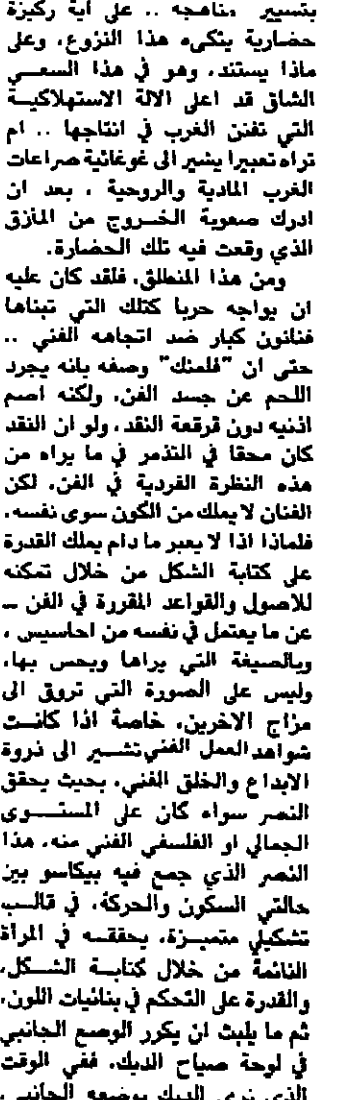 بتسيير مناهجه .. على اية ركيزة
حضارية يتكىء هذا النزوع، وعلى
ماذا يستند، وهو في هذا السعي
الشاق قد اعلى الالة الاستهلاكية
التي تفنن الغرب في انتاجها .. ام
تراه تعبيرا يشير الى غوغائية صراعات
الغرب المادية والروحية ، بعد ان
ادرك صعوبة الخروج من المازق
الذي وقعت فيه تلك الحضارة.
ومن هذا المنطلق، فلقد كان عليه
ان يواجه حربا كتلك التي تبناها
فنانون كبار ضد اتجاهه الفني ..
حتى ان "فلمنك" وصفه بانه يجرد
اللحم عن جسد الفن، ولكنه اصم
اذنيه دون قرقعة النقد، ولو ان النقد
كان محقا في التذمر في ما يراه من
هذه النظرة الفردية في الفن. لكن
الفنان لا يملك من الكون سوى نفسه،
فلماذا اذا لا يعبر ما دام يملك القدرة
على كتابة الشكل من خلال تمكنه
للاصول والقواعد المقررة في الفن ــ
عن ما يعتمل في نفسه من احاسيس ،
وبالصيغة التي يراها ويحس بها،
وليس على الصورة التي تروق الى
مزاج الاخرين، خاصة اذا كانت
شواهد العمل الفني تشير الى ذروة
الابداع والخلق الفني، بحيث يحقق
النصر سواء كان على المستوى
الجمالي او الفلسفي الفني منه، هذا
النصر الذي جمع فيه بيكاسو بين
حالتي السكون والحركة، في قالب
تشكيلي متميزة، يحققه في المرأة
النائمة من خلال كتابة الشكل،
والقدرة على التحكم في بنائيات اللون،
ثم ما يلبث ان يكرر الوضع الجانبي
في لوحة صياح الديك، ففي الوقت
الذي نرى الديك بوضعه الجانبي